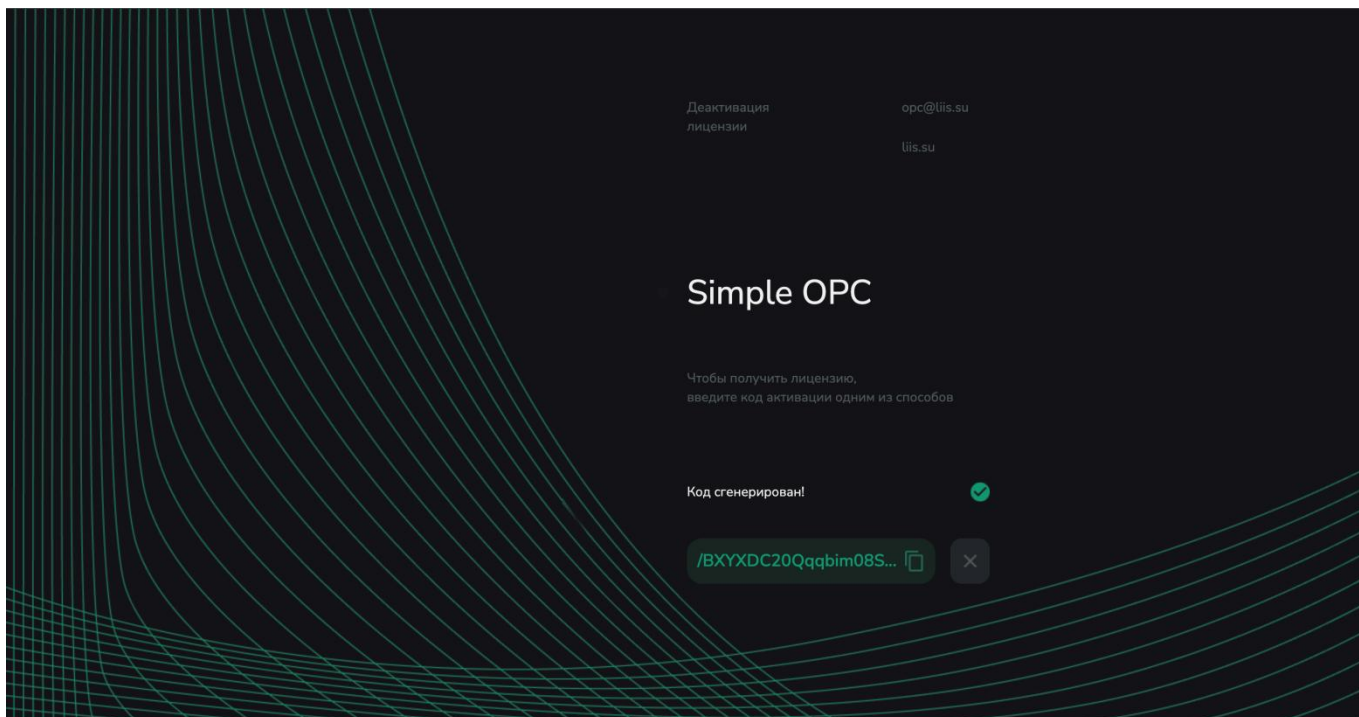 Деактивация
лицензии
opc@liis.su
liis.su
Simple OPC
Чтобы получить лицензию,
введите код активации одним из способов
Код сгенерирован!
/BXYXDC20Qqqbim08S...